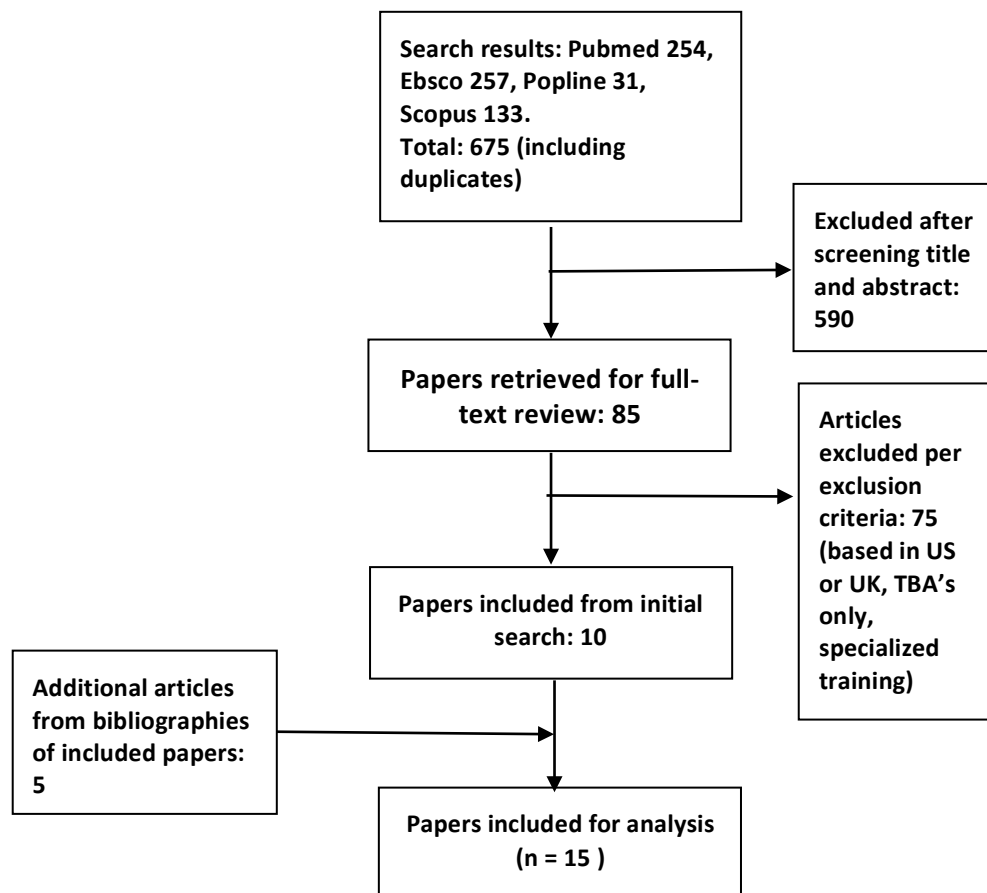 Search results: Pubmed 254,
Ebsco 257, Popline 31,
Scopus 133.
Total: 675 (including
duplicates)
Excluded after
screening title
and abstract:
590
Papers retrieved for full-
text review: 85
Articles
excluded per
exclusion
criteria: 75
(based in US
or UK, TBA’s
only,
specialized
training)
Papers included from initial
search: 10
Additional articles
from bibliographies
of included papers:
5
Papers included for analysis
(n = 15 )